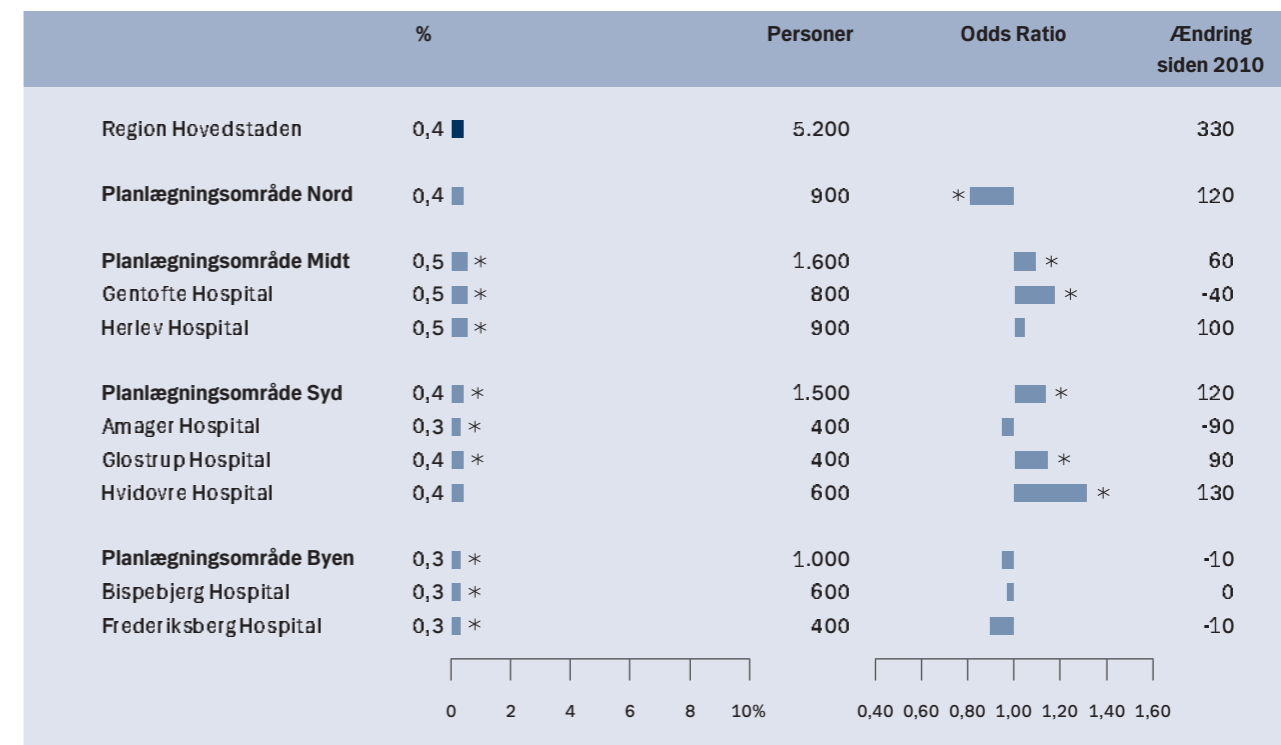 % Personer Odds Ratio Ændring
siden 2010
Region Hovedstaden 0,4 5.200 330
Planlægningsområde Nord 0,4 900 * 120
Planlægningsområde Midt 0,5 * 1.600 * 60
Gentofte Hospital 0,5 * 800 * -40
Herlev Hospital 0,5 * 900 100
Planlægningsområde Syd 0,4 * 1.500 * 120
Amager Hospital 0,3 * 400 -90
Glostrup Hospital 0,4 * 400 * 90
Hvidovre Hospital 0,4 600 * 130
Planlægningsområde Byen 0,3 * 1.000 -10
Bispebjerg Hospital 0,3 * 600 0
Frederiksberg Hospital 0,3 * 400 -10
0 2 4 6 8 10% 0,40 0,60 0,80 1,00 1,20 1,40 1,60